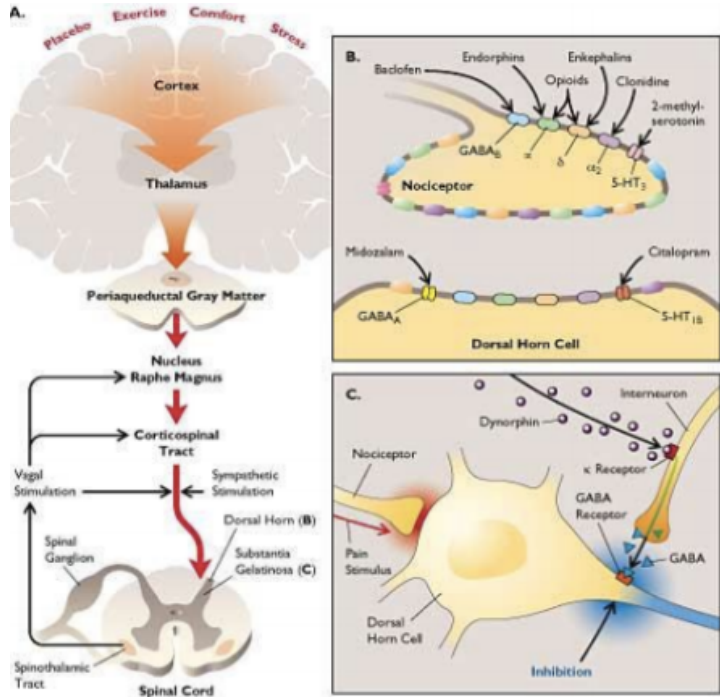 A.
Placebo
Exercise
Comfort
Stress
Cortex
Thalamus
Periaqueductal Gray Matter
Nucleus
Raphe Magnus
Corticospinal
Tract
Vagal
Stimulation
Sympathetic
Stimulation
Dorsal Horn (B)
Spinal
Ganglion
Substantia
Gelatinosa (C)
Spinothalamic
Tract
Spinal Cord
B.
Endorphins
Enkephalins
Baclofen
Opioids
Clonidine
2-methyl-
serotonin
GABAB
δ
α2
5-HT3
Nociceptor
Midozalam
Citalopram
GABAA
5-HT1B
Dorsal Horn Cell
C.
Interneuron
Dynorphin
Nociceptor
κ Receptor
GABA
Receptor
Pain
Stimulus
GABA
Dorsal
Horn Cell
Inhibition